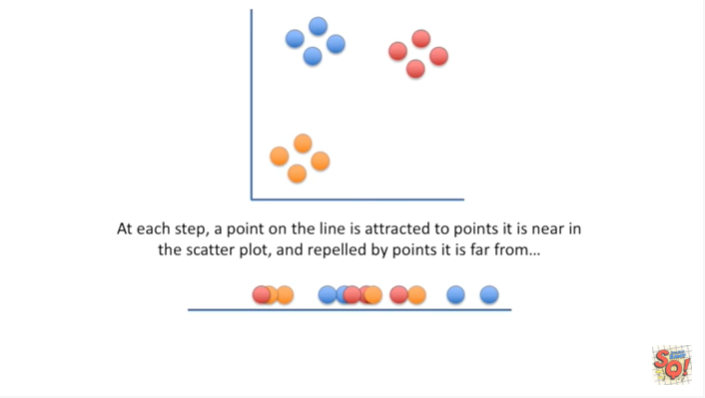 At each step, a point on the line is attracted to points it is near in
the scatter plot, and repelled by points it is far from...
SQ!